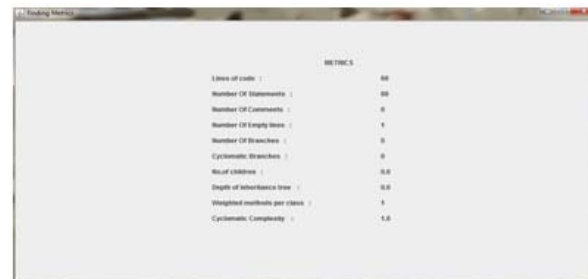 Finding Metrics
METRICS
Lines of code :
Number Of Statements :
Number Of Comments : 0
Number Of Empty lines : 1
Number Of Branches : 0
Cyclomatic Branches : 0
No.of children : 0.0
Depth of inheritance tree : 0.0
Weighted methods per class : 1
Cyclomatic Complexity : 1.0